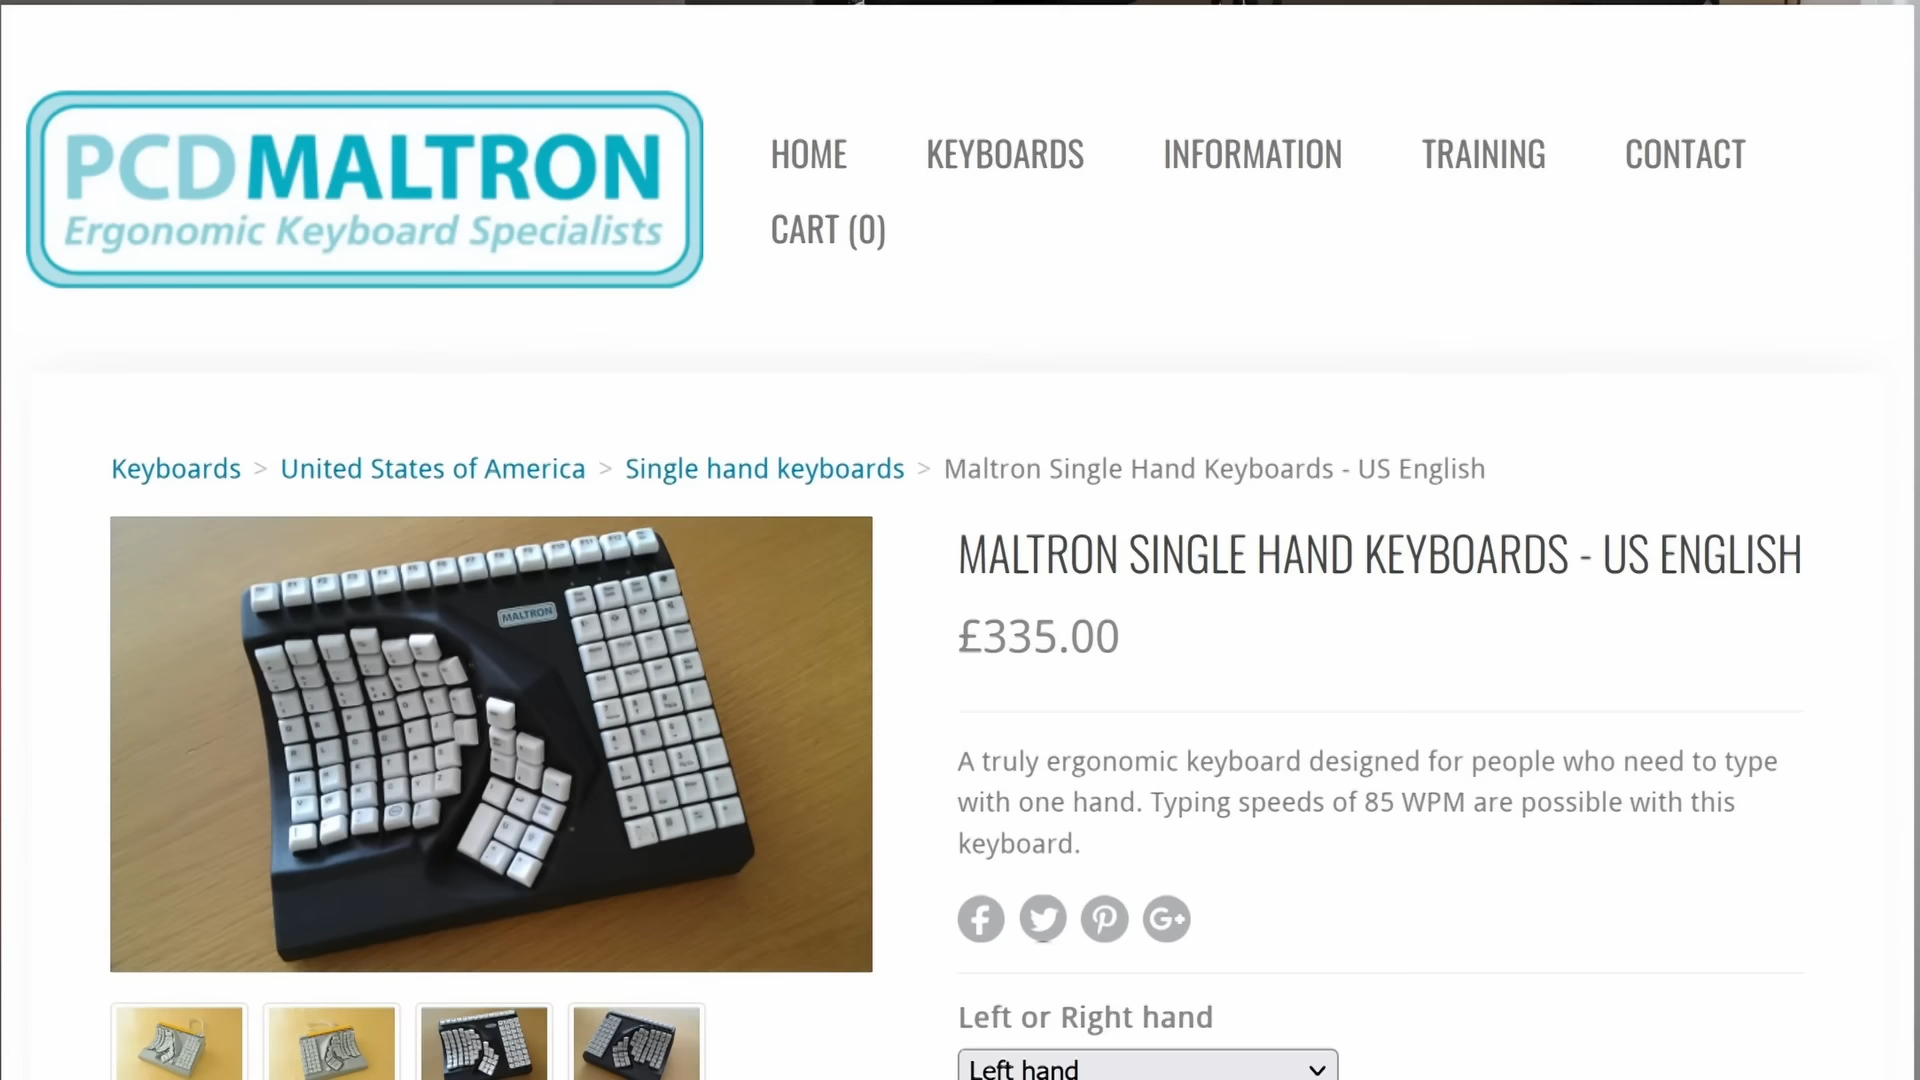 PCDMALTRON
Ergonomic Keyboard Specialists
HOME KEYBOARDS INFORMATION TRAINING CONTACT
CART (0)
Keyboards > United States of America > Single hand keyboards > Maltron Single Hand Keyboards - US English
MALTRON
MALTRON SINGLE HAND KEYBOARDS - US ENGLISH
£335.00
A truly ergonomic keyboard designed for people who need to type
with one hand. Typing speeds of 85 WPM are possible with this
keyboard.
Left or Right hand
Left hand